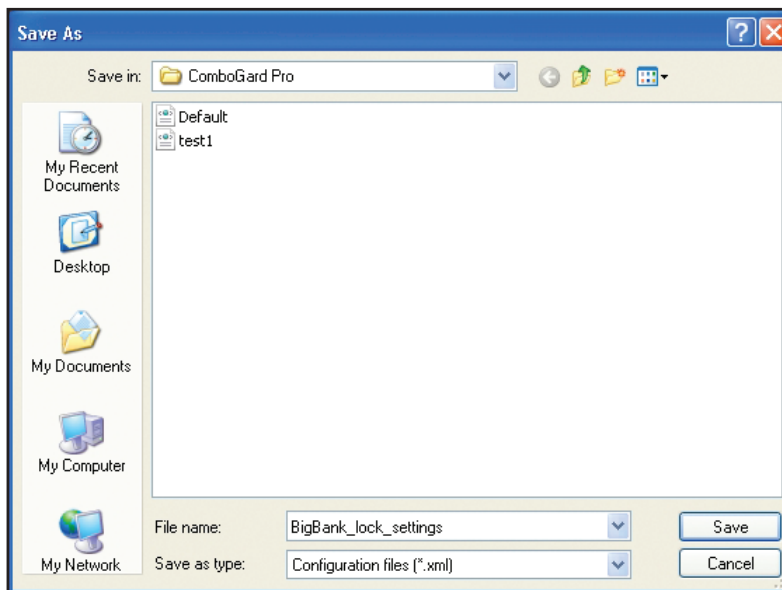 Save As
Save in:
ComboGard Pro
Default
test1
My Recent
Documents
Desktop
My Documents
My Computer
My Network
File name:
BigBank_lock_settings
Save
Save as type:
Configuration files (*.xml)
Cancel